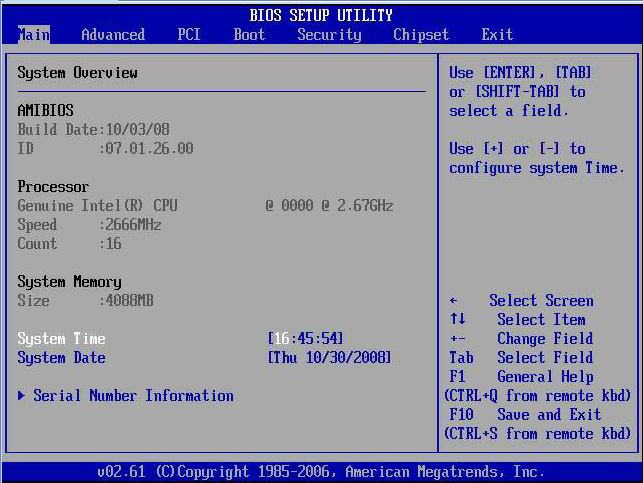 BIOS SETUP UTILITY
Main Advanced PCI Boot Security Chipset Exit
System Overview
AMIBIOS
Build Date:10/03/08
ID :07.01.26.00
Processor
Genuine Intel(R) CPU @ 0000 @ 2.67GHz
Speed :2666MHz
Count :16
System Memory
Size :4088MB
System Time [16:45:54]
System Date [Thu 10/30/2008]
Serial Number Information
Use [ENTER], [TAB]
or [SHIFT-TAB] to
select a field.
Use [+] or [-] to
configure system Time.
← Select Screen
↑↓ Select Item
+- Change Field
Tab Select Field
F1 General Help
(CTRL+Q from remote kbd)
F10 Save and Exit
(CTRL+S from remote kbd)
v02.61 (C)Copyright 1985-2006, American Megatrends, Inc.